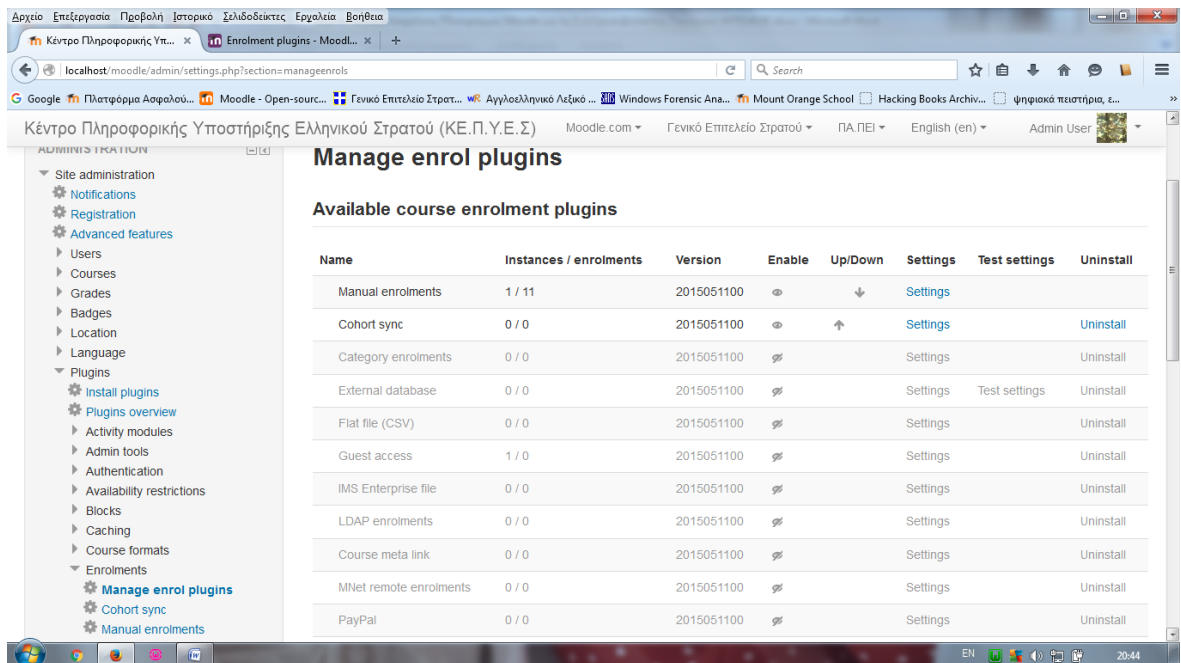 Αρχείο Επεξεργασία Προβολή Ιστορικό Σελιδοδείκτες Εργαλεία Βοήθεια
Κέντρο Πληροφορικής Υπ... × Enrolment plugins - Moodl... × +
localhost/moodle/admin/settings.php?section=manageenrols Search
Google Πλατφόρμα Ασφαλού... Moodle - Open-sourc... Γενικό Επιτελείο Στρατ... Αγγλοελληνικό Λεξικό ... Windows Forensic Ana... Mount Orange School Hacking Books Archiv... ψηφιακά πειστήρια, ε... »
Κέντρο Πληροφορικής Υποστήριξης Ελληνικού Στρατού (ΚΕ.Π.Υ.Ε.Σ) Moodle.com Γενικό Επιτελείο Στρατού ΠΑ.ΠΕΙ English (en) Admin User
ADMINISTRATION
Site administration
Notifications
Registration
Advanced features
Users
Courses
Grades
Badges
Location
Language
Plugins
Install plugins
Plugins overview
Activity modules
Admin tools
Authentication
Availability restrictions
Blocks
Caching
Course formats
Enrolments
Manage enrol plugins
Cohort sync
Manual enrolments
Manage enrol plugins
Available course enrolment plugins
Name Instances / enrolments Version Enable Up/Down Settings Test settings Uninstall
Manual enrolments 1 / 11 2015051100 Settings
Cohort sync 0 / 0 2015051100 Settings Uninstall
Category enrolments 0 / 0 2015051100 Settings Uninstall
External database 0 / 0 2015051100 Settings Test settings Uninstall
Flat file (CSV) 0 / 0 2015051100 Settings Uninstall
Guest access 1 / 0 2015051100 Settings Uninstall
IMS Enterprise file 0 / 0 2015051100 Settings Uninstall
LDAP enrolments 0 / 0 2015051100 Settings Uninstall
Course meta link 0 / 0 2015051100 Settings Uninstall
MNet remote enrolments 0 / 0 2015051100 Settings Uninstall
PayPal 0 / 0 2015051100 Settings Uninstall
EN 20:44